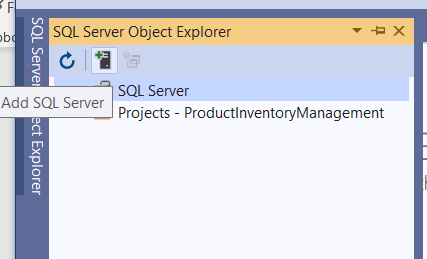 SQL Server Object Explorer
SQL Server
Add SQL Server
Projects - ProductInventoryManagement